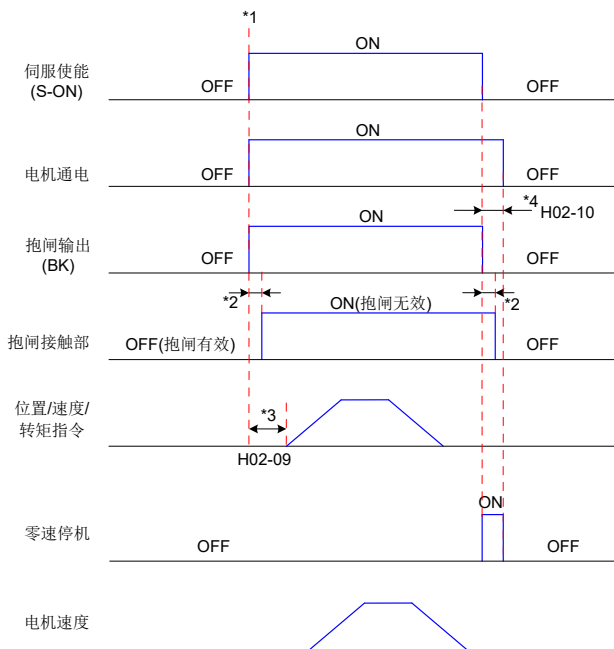 *1
ON
伺服使能
(S-ON)
OFF
OFF
ON
电机通电
OFF
OFF
*4
H02-10
ON
抱闸输出
(BK)
OFF
OFF
*2
*2
ON(抱闸无效)
抱闸接触部
OFF(抱闸有效)
OFF
位置/速度/
转矩指令
*3
H02-09
ON
零速停机
OFF
OFF
电机速度